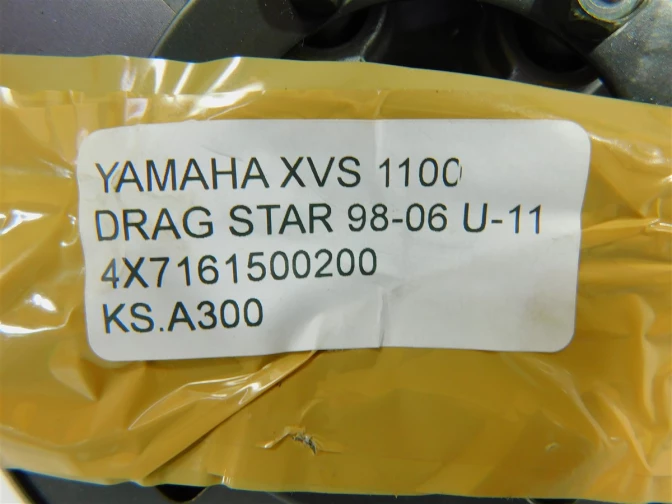 YAMAHA XVS 1100
DRAG STAR 98-06 U-11
4X7161500200
KS.A300